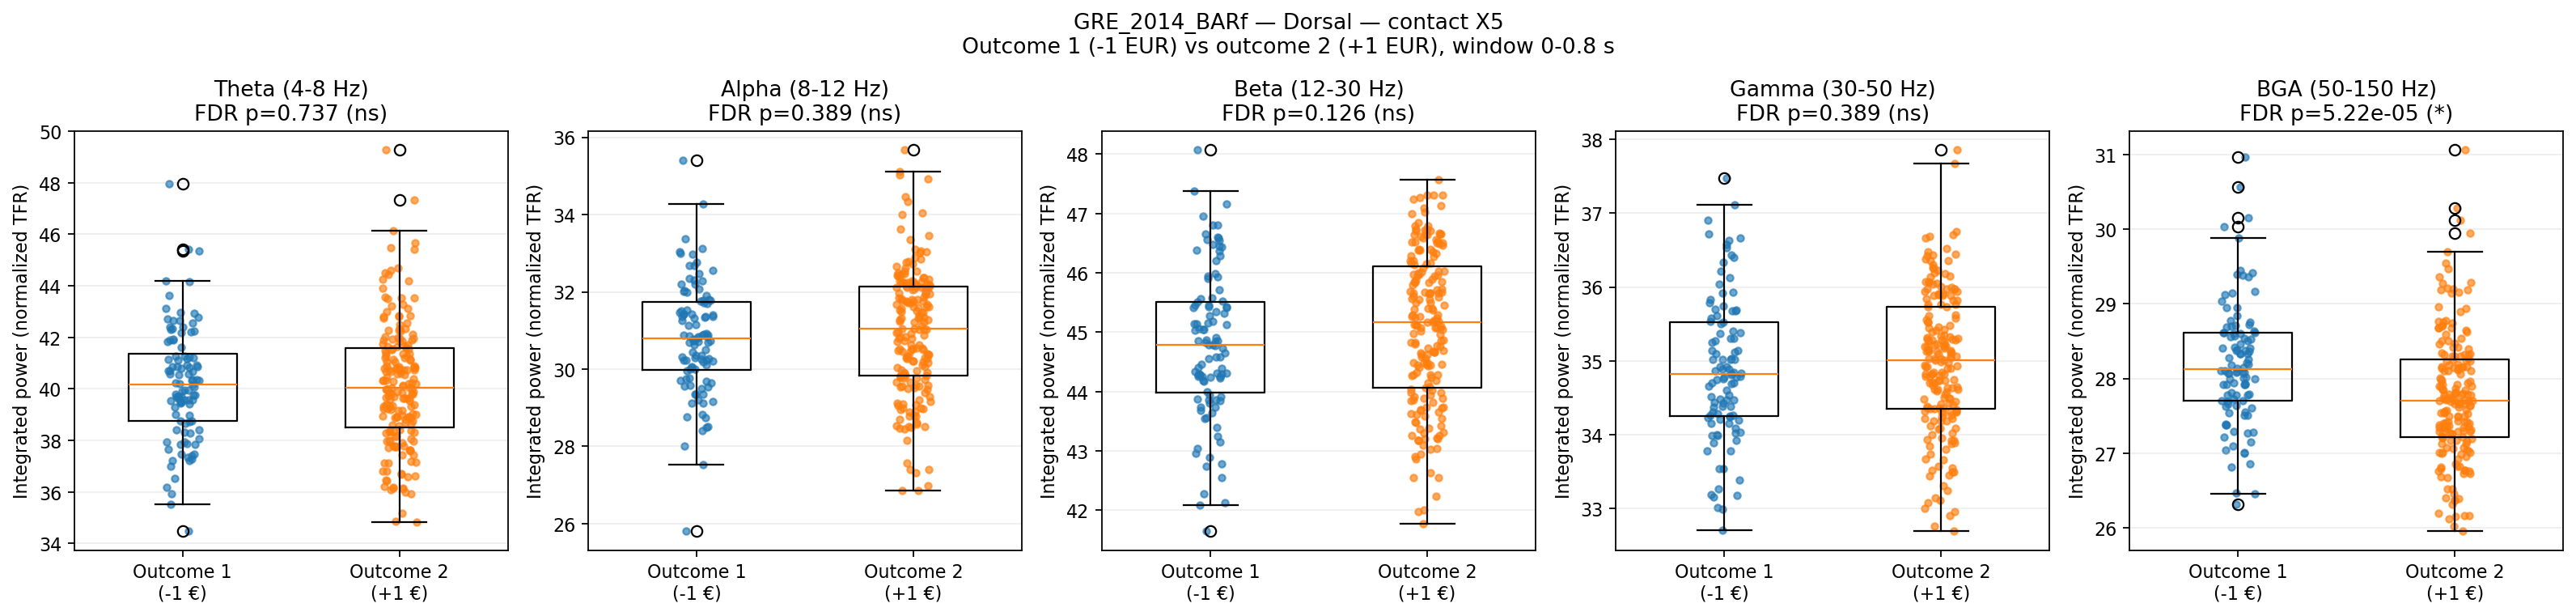 GRE_2014_BARf — Dorsal — contact X5
Outcome 1 (-1 EUR) vs outcome 2 (+1 EUR), window 0-0.8 s
Theta (4-8 Hz)
FDR p=0.737 (ns)
Integrated power (normalized TFR)
50
48
46
44
42
40
38
36
34
Outcome 1
(-1 €)
Outcome 2
(+1 €)
Alpha (8-12 Hz)
FDR p=0.389 (ns)
Integrated power (normalized TFR)
36
34
32
30
28
26
Outcome 1
(-1 €)
Outcome 2
(+1 €)
Beta (12-30 Hz)
FDR p=0.126 (ns)
Integrated power (normalized TFR)
48
47
46
45
44
43
42
Outcome 1
(-1 €)
Outcome 2
(+1 €)
Gamma (30-50 Hz)
FDR p=0.389 (ns)
Integrated power (normalized TFR)
38
37
36
35
34
33
Outcome 1
(-1 €)
Outcome 2
(+1 €)
BGA (50-150 Hz)
FDR p=5.22e-05 (*)
Integrated power (normalized TFR)
31
30
29
28
27
26
Outcome 1
(-1 €)
Outcome 2
(+1 €)